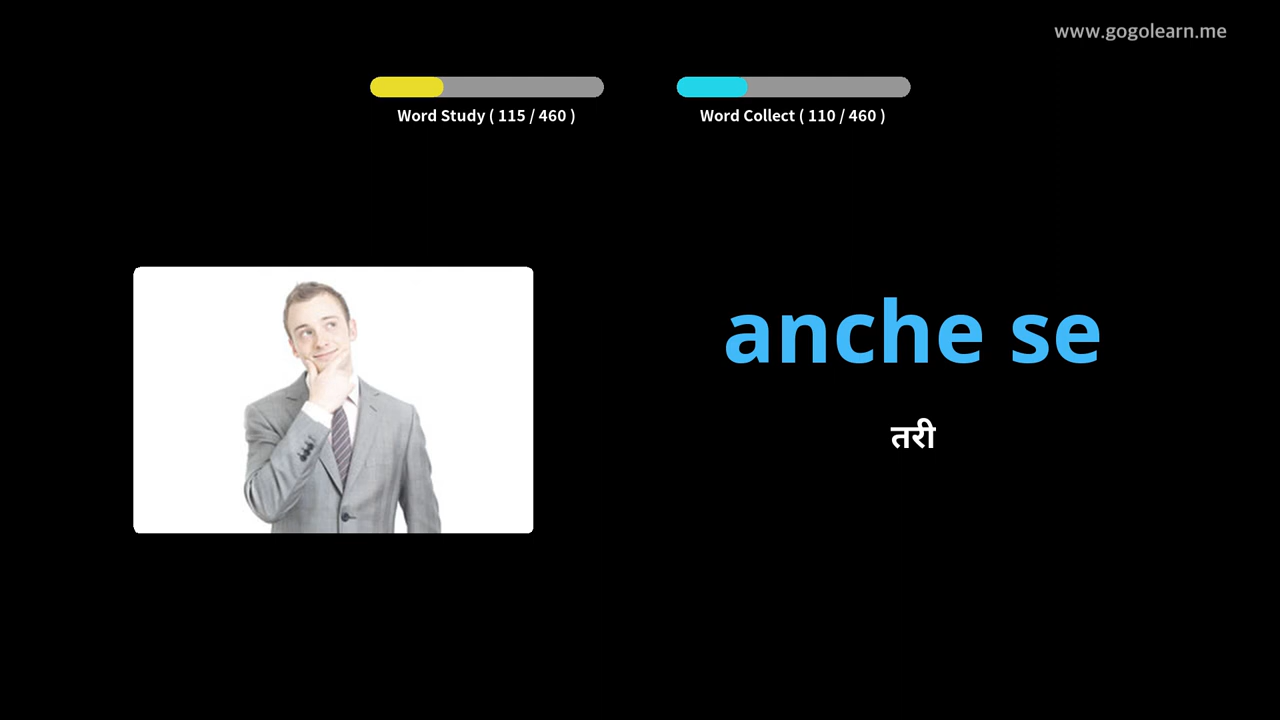 www.gogolearn.me
Word Study ( 115 / 460 )
Word Collect ( 110 / 460 )
anche se
तरी